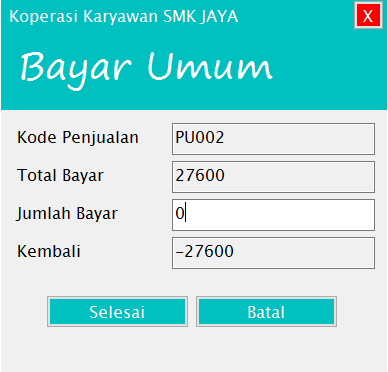 Koperasi Karyawan SMK JAYA X
Bayar Umum
Kode Penjualan PU002
Total Bayar 27600
Jumlah Bayar 0
Kembali -27600
Selesai Batal